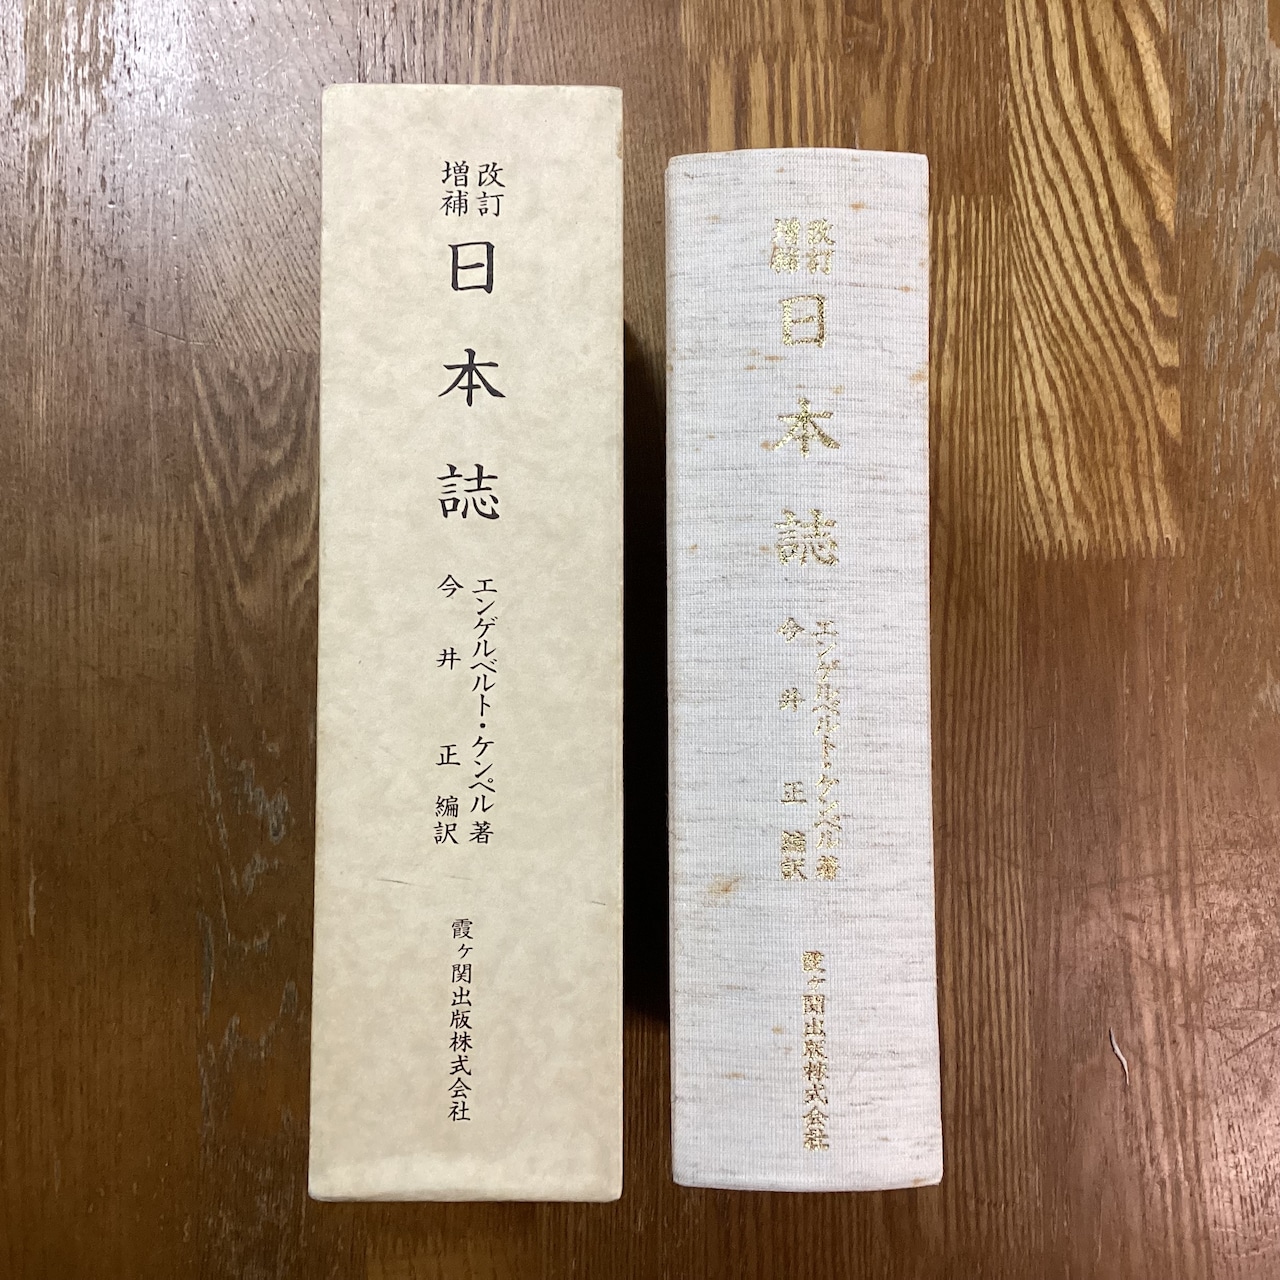 改訂
増補
日本誌
エンゲルベルト・ケンペル著
今井正編訳
霞ヶ関出版株式会社
改訂
増補
日本誌
エンゲルベルト・ケンペル著
今井正編訳
霞ヶ関出版株式会社